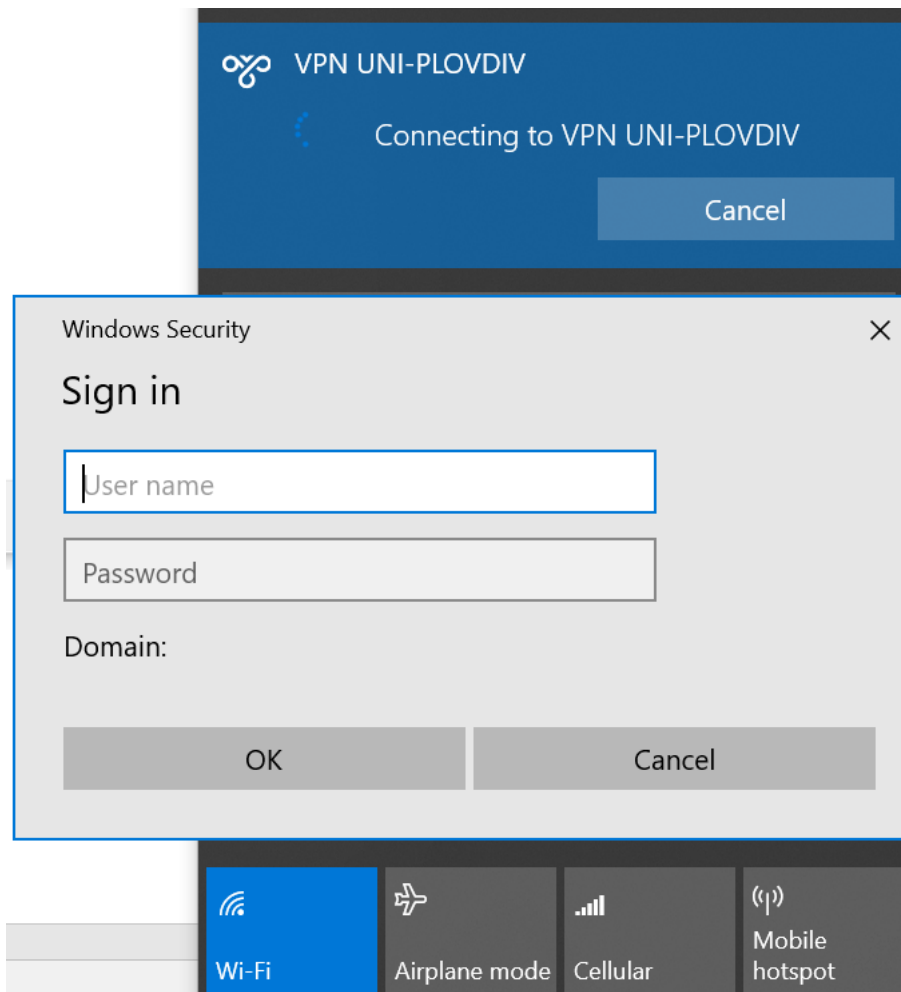 VPN UNI-PLOVDIV
Connecting to VPN UNI-PLOVDIV
Cancel
Windows Security
Sign in
User name
Password
Domain:
OK
Cancel
Wi-Fi
Airplane mode
Cellular
Mobile
hotspot